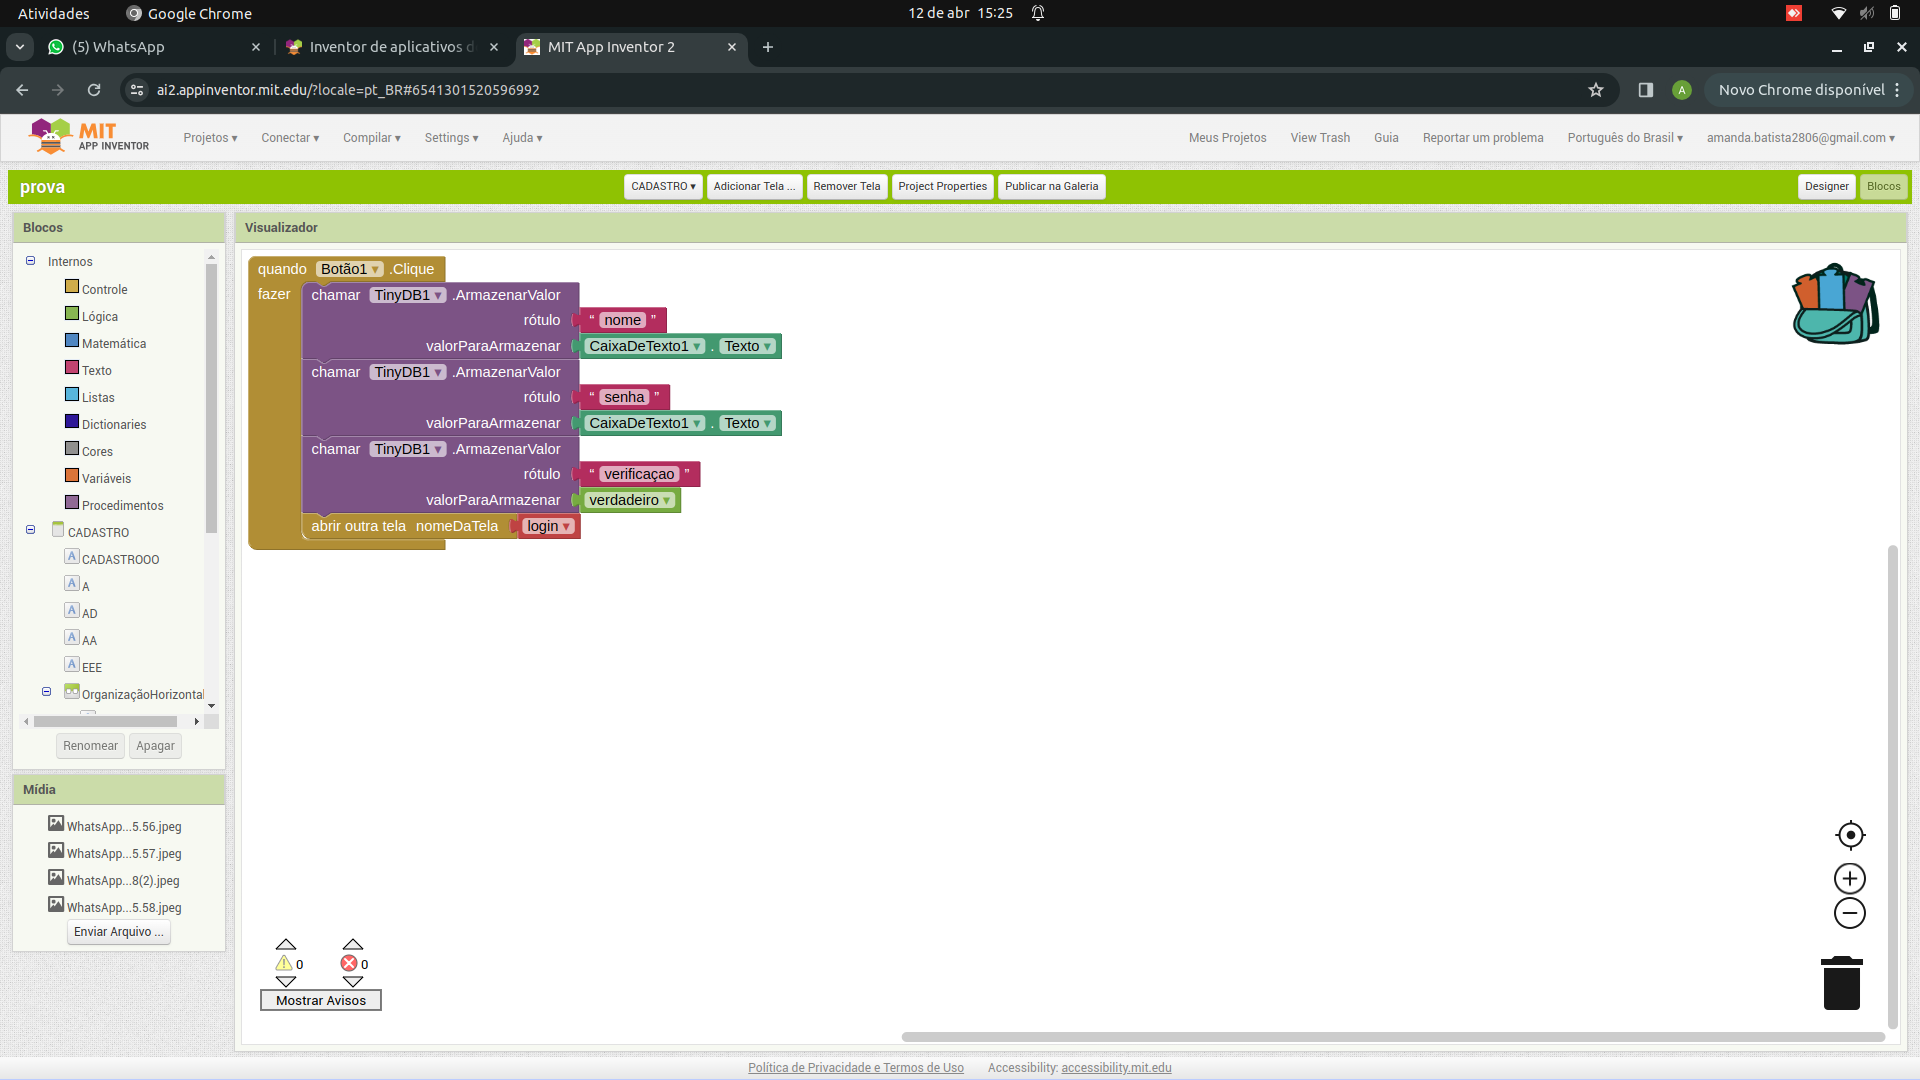 Atividades
Google Chrome
12 de abr 15:25
(5) WhatsApp
Inventor de aplicativos d
MIT App Inventor 2
ai2.appinventor.mit.edu/?locale=pt_BR#6541301520596992
A
Novo Chrome disponível
MIT
APP INVENTOR
Projetos ▾
Conectar ▾
Compilar ▾
Settings ▾
Ajuda ▾
Meus Projetos
View Trash
Guia
Reportar um problema
Português do Brasil ▾
amanda.batista2806@gmail.com ▾
prova
CADASTRO ▾
Adicionar Tela ...
Remover Tela
Project Properties
Publicar na Galeria
Designer
Blocos
Blocos
Internos
Controle
Lógica
Matemática
Texto
Listas
Dictionaries
Cores
Variáveis
Procedimentos
CADASTRO
A CADASTROOO
A A
A AD
A AA
A EEE
OrganizaçãoHorizontal
Renomear
Apagar
Mídia
WhatsApp...5.56.jpeg
WhatsApp...5.57.jpeg
WhatsApp...8(2).jpeg
WhatsApp...5.58.jpeg
Enviar Arquivo ...
Visualizador
quando Botão1 ▾ .Clique
fazer chamar TinyDB1 ▾ .ArmazenarValor
rótulo “ nome ”
valorParaArmazenar CaixaDeTexto1 ▾ . Texto ▾
chamar TinyDB1 ▾ .ArmazenarValor
rótulo “ senha ”
valorParaArmazenar CaixaDeTexto1 ▾ . Texto ▾
chamar TinyDB1 ▾ .ArmazenarValor
rótulo “ verificaçao ”
valorParaArmazenar verdadeiro ▾
abrir outra tela nomeDaTela login ▾
0
0
Mostrar Avisos
Política de Privacidade e Termos de Uso
Accessibility: accessibility.mit.edu